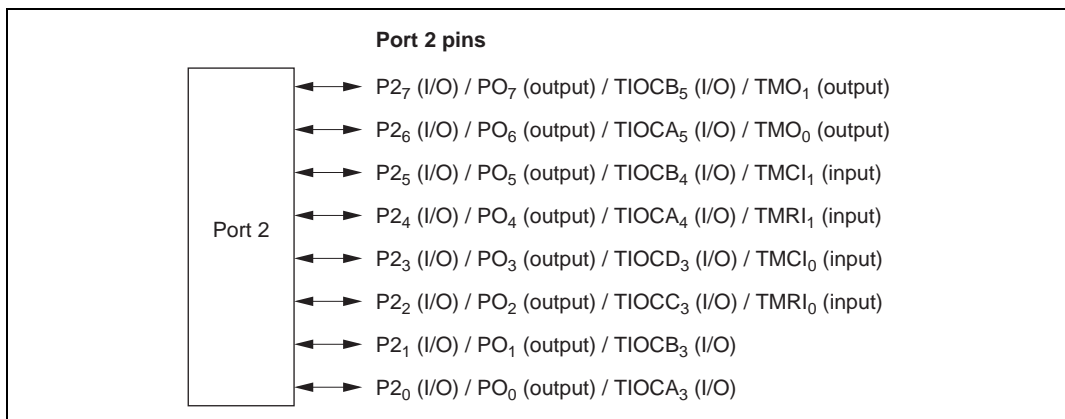 Port 2 pins
P2₇ (I/O) / PO₇ (output) / TIOCB₅ (I/O) / TMO₁ (output)
P2₆ (I/O) / PO₆ (output) / TIOCA₅ (I/O) / TMO₀ (output)
P2₅ (I/O) / PO₅ (output) / TIOCB₄ (I/O) / TMCI₁ (input)
P2₄ (I/O) / PO₄ (output) / TIOCA₄ (I/O) / TMRI₁ (input)
Port 2
P2₃ (I/O) / PO₃ (output) / TIOCD₃ (I/O) / TMCI₀ (input)
P2₂ (I/O) / PO₂ (output) / TIOCC₃ (I/O) / TMRI₀ (input)
P2₁ (I/O) / PO₁ (output) / TIOCB₃ (I/O)
P2₀ (I/O) / PO₀ (output) / TIOCA₃ (I/O)